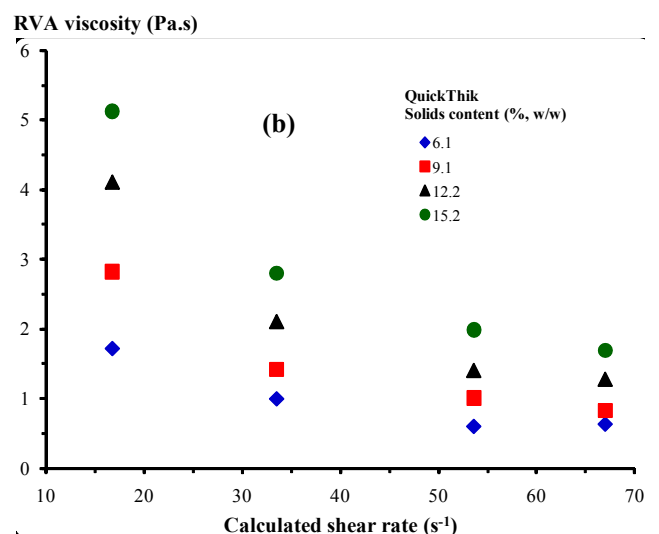 RVA viscosity (Pa.s)
6
5
4
3
2
1
0
(b)
QuickThik
Solids content (%, w/w)
6.1
9.1
12.2
15.2
10 20 30 40 50 60 70
Calculated shear rate (s⁻¹)